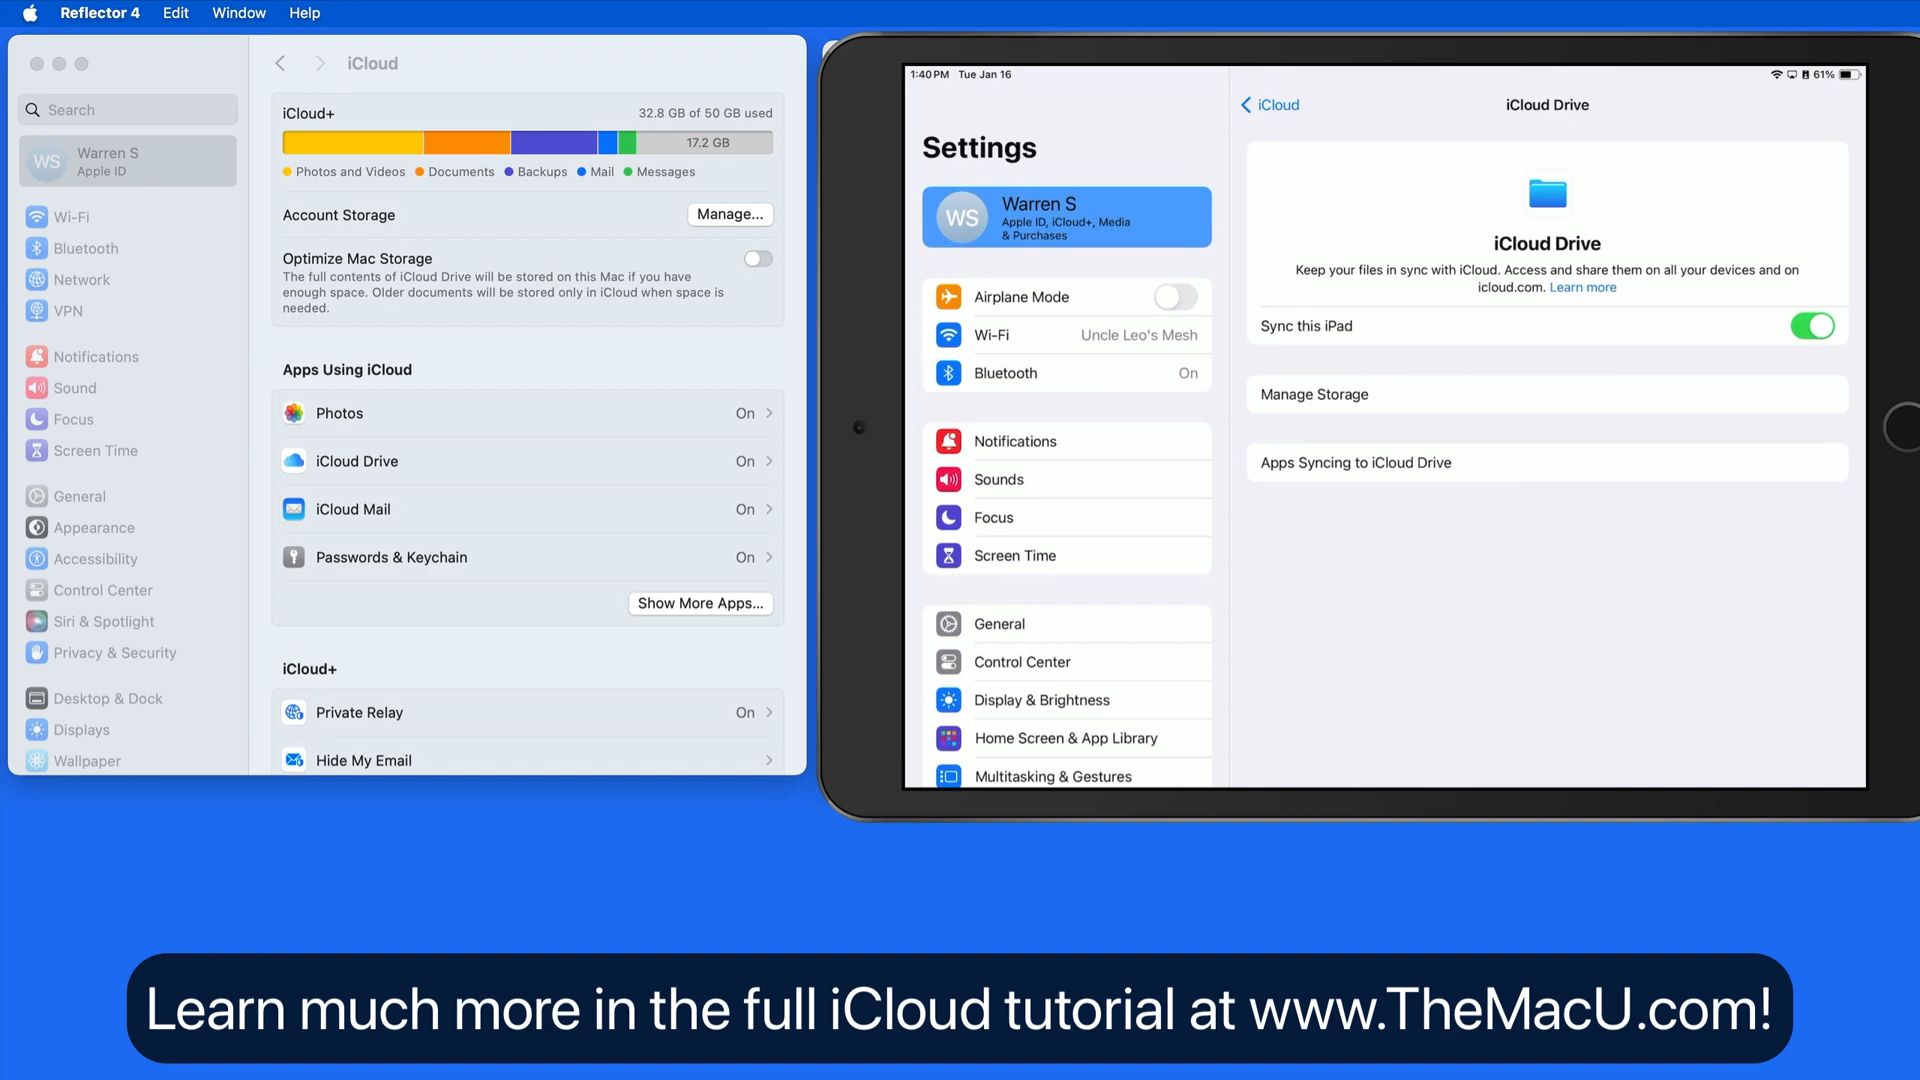 Reflector 4 Edit Window Help
Search
WS
Warren S
Apple ID
Wi-Fi
Bluetooth
Network
VPN
Notifications
Sound
Focus
Screen Time
General
Appearance
Accessibility
Control Center
Siri & Spotlight
Privacy & Security
Desktop & Dock
Displays
Wallpaper
iCloud
iCloud+ 32.8 GB of 50 GB used
17.2 GB
Photos and Videos Documents Backups Mail Messages
Account Storage Manage...
Optimize Mac Storage
The full contents of iCloud Drive will be stored on this Mac if you have
enough space. Older documents will be stored only in iCloud when space is
needed.
Apps Using iCloud
Photos On
iCloud Drive On
iCloud Mail On
Passwords & Keychain On
Show More Apps...
iCloud+
Private Relay On
Hide My Email
1:40 PM Tue Jan 16
61%
Settings
WS
Warren S
Apple ID, iCloud+, Media
& Purchases
Airplane Mode
Wi-Fi Uncle Leo's Mesh
Bluetooth On
Notifications
Sounds
Focus
Screen Time
General
Control Center
Display & Brightness
Home Screen & App Library
Multitasking & Gestures
iCloud iCloud Drive
iCloud Drive
Keep your files in sync with iCloud. Access and share them on all your devices and on
icloud.com. Learn more
Sync this iPad
Manage Storage
Apps Syncing to iCloud Drive
Learn much more in the full iCloud tutorial at www.TheMacU.com!